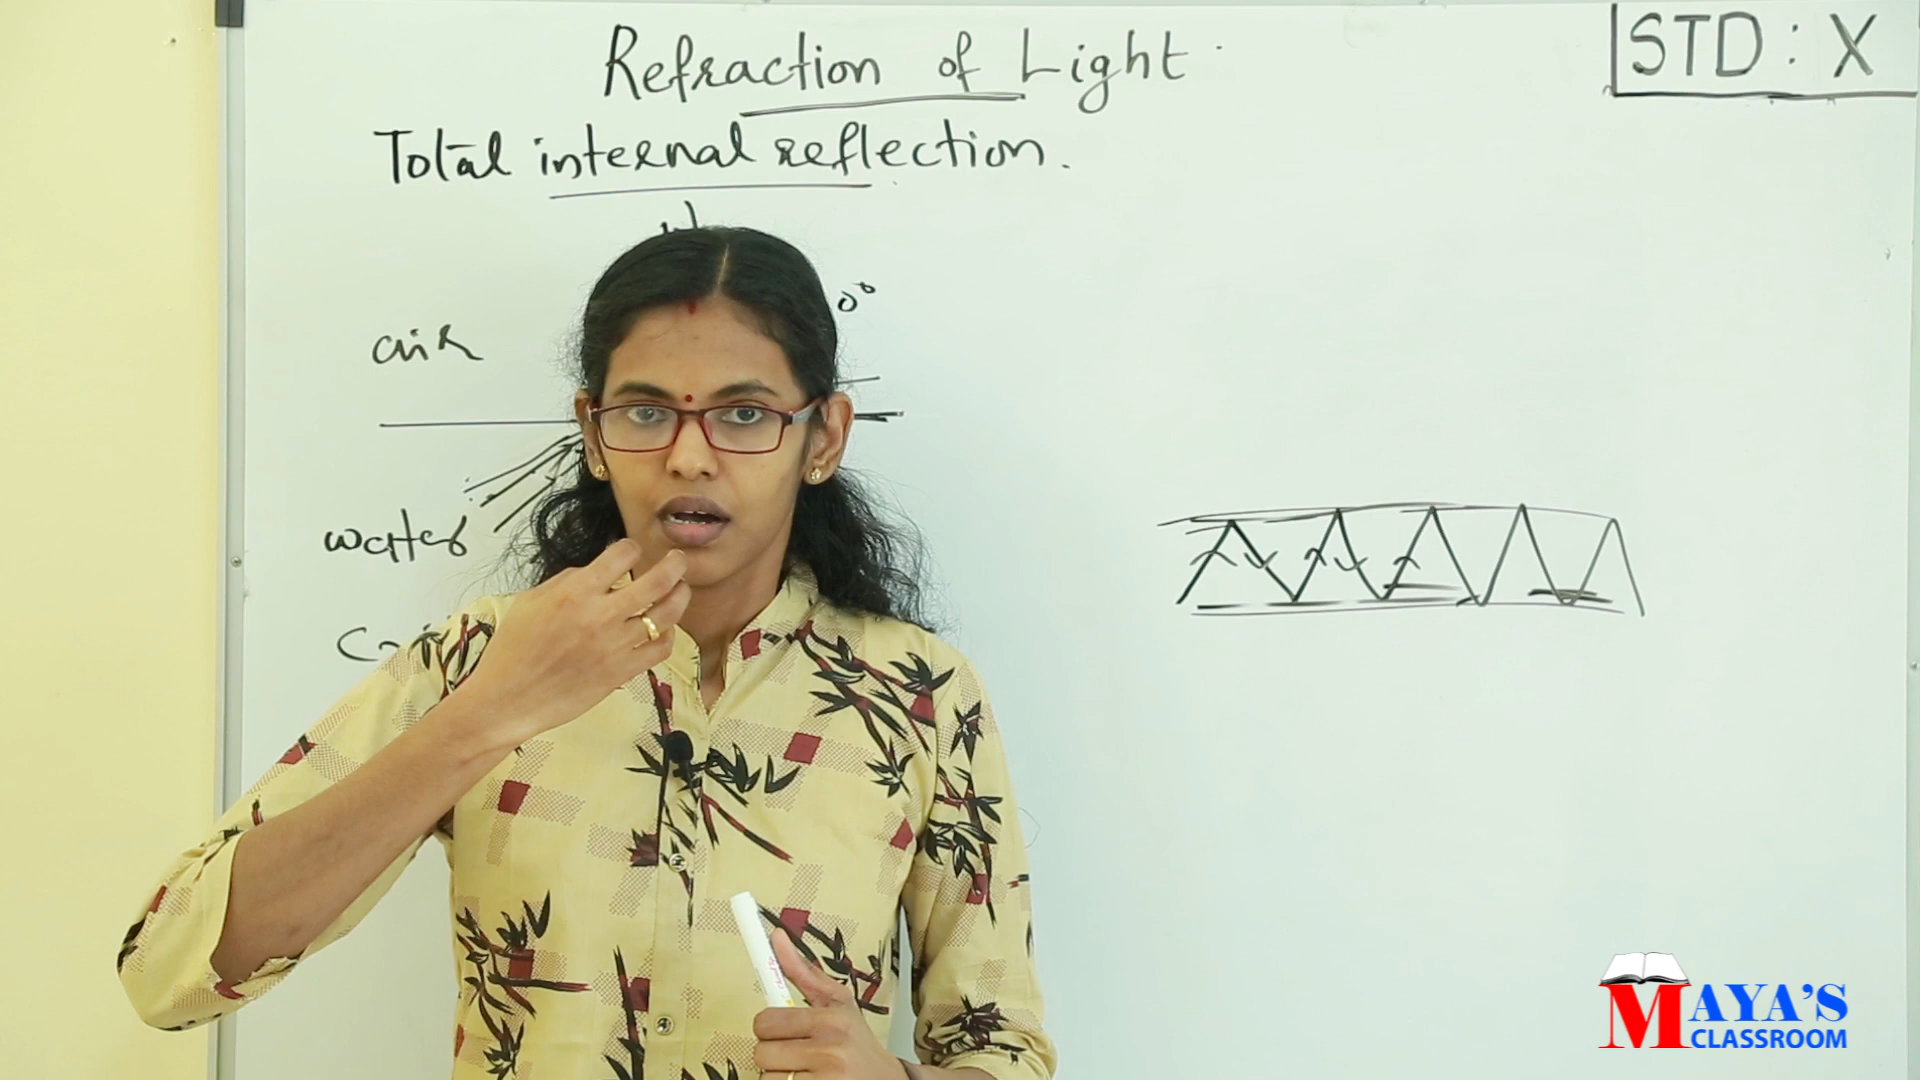 Refraction of Light
STD : X
Total internal reflection.
air
water
MAYA'S
CLASSROOM